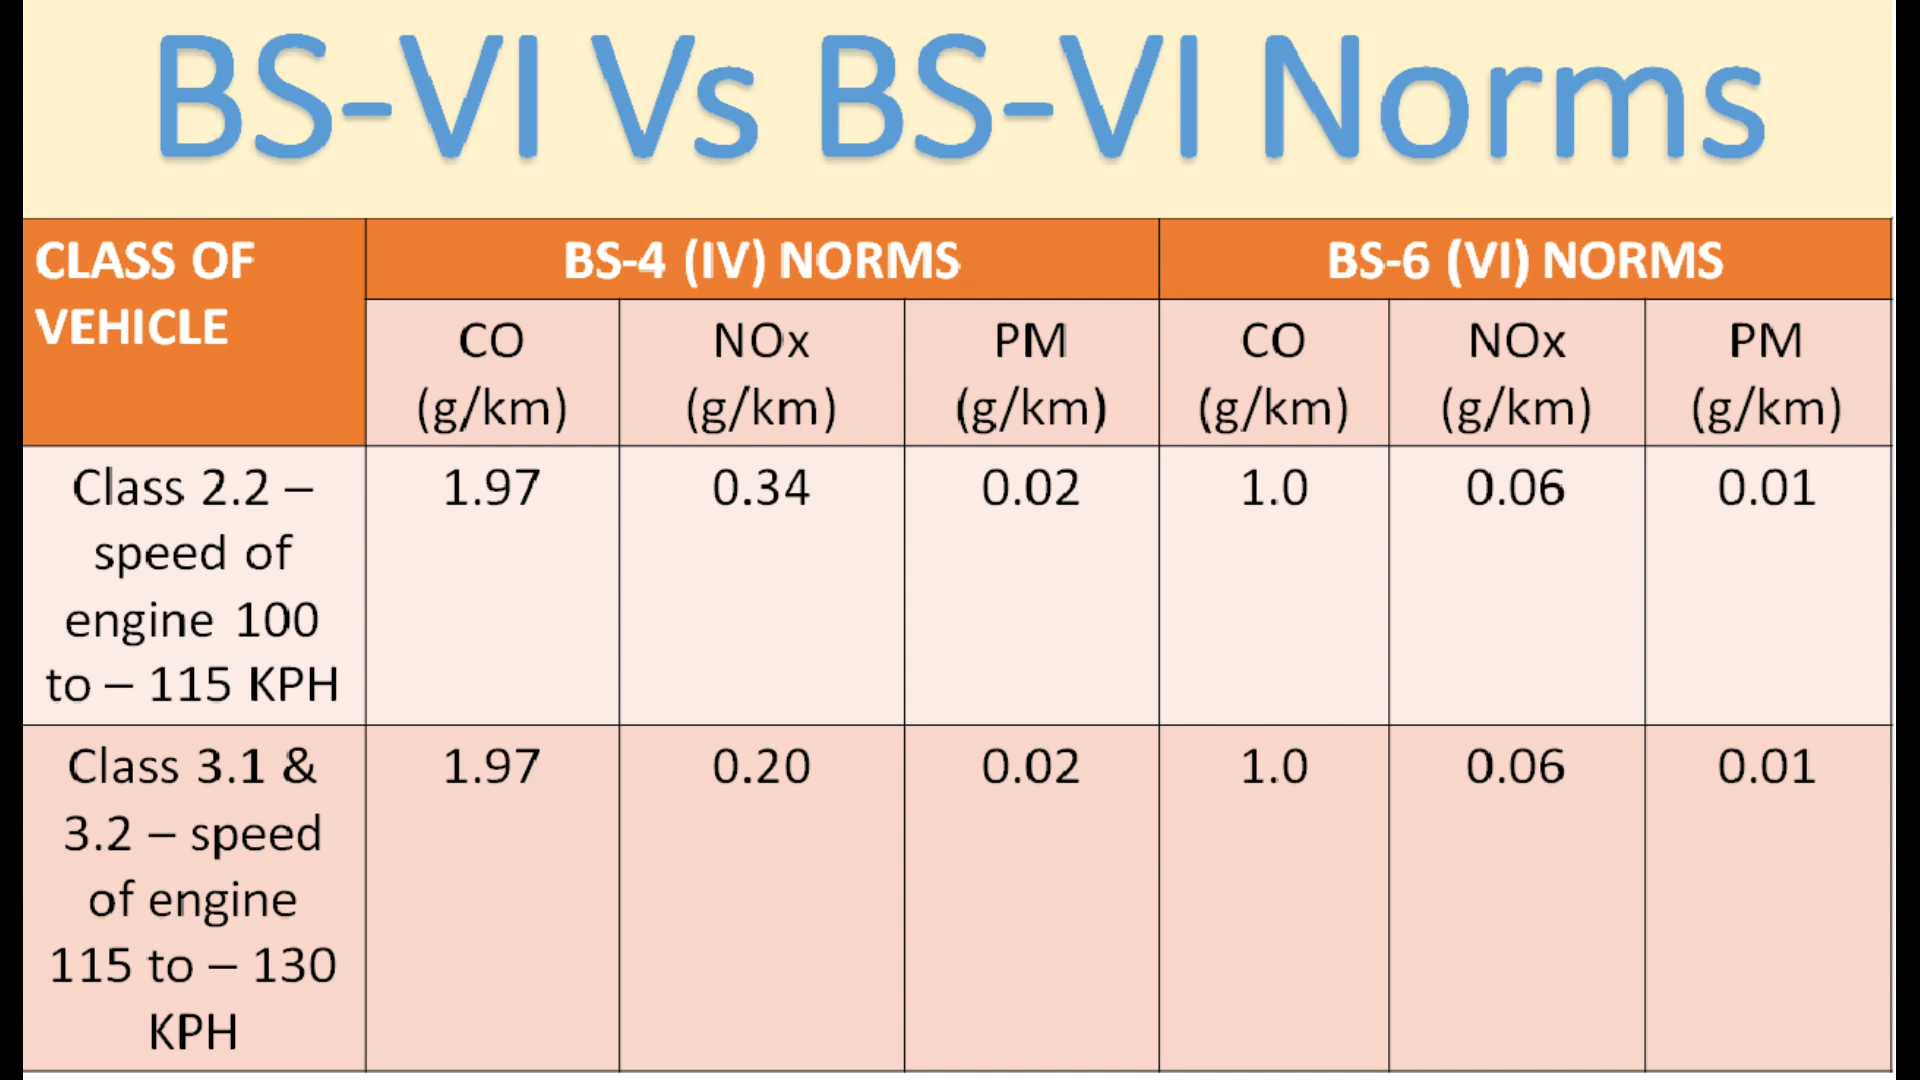 BS-VI Vs BS-VI Norms
CLASS OF
VEHICLE
BS-4 (IV) NORMS
BS-6 (VI) NORMS
CO
(g/km)
NOx
(g/km)
PM
(g/km)
CO
(g/km)
NOx
(g/km)
PM
(g/km)
Class 2.2 –
speed of
engine 100
to – 115 KPH
1.97
0.34
0.02
1.0
0.06
0.01
Class 3.1 &
3.2 – speed
of engine
115 to – 130
KPH
1.97
0.20
0.02
1.0
0.06
0.01